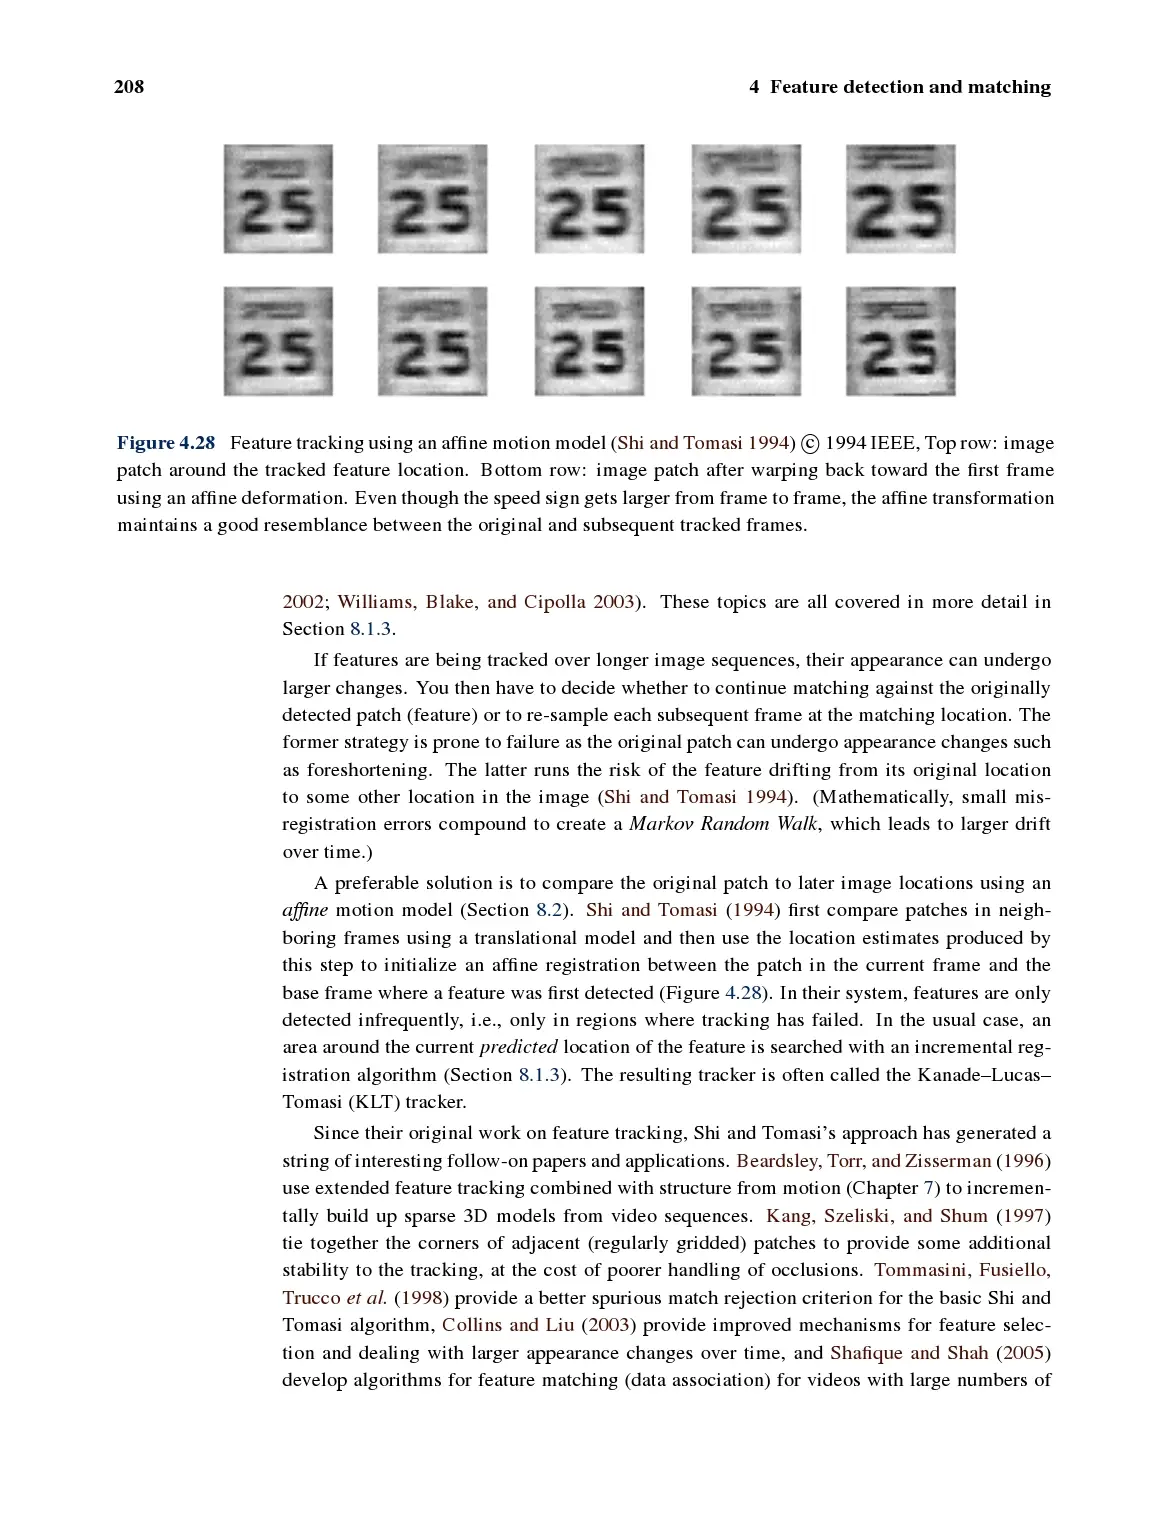 208
4 Feature detection and matching
25 25 25 25 25
25 25 25 25 25
Figure 4.28 Feature tracking using an affine motion model (Shi and Tomasi 1994) © 1994 IEEE, Top row: image
patch around the tracked feature location. Bottom row: image patch after warping back toward the first frame
using an affine deformation. Even though the speed sign gets larger from frame to frame, the affine transformation
maintains a good resemblance between the original and subsequent tracked frames.
2002; Williams, Blake, and Cipolla 2003). These topics are all covered in more detail in
Section 8.1.3.
If features are being tracked over longer image sequences, their appearance can undergo
larger changes. You then have to decide whether to continue matching against the originally
detected patch (feature) or to re-sample each subsequent frame at the matching location. The
former strategy is prone to failure as the original patch can undergo appearance changes such
as foreshortening. The latter runs the risk of the feature drifting from its original location
to some other location in the image (Shi and Tomasi 1994). (Mathematically, small mis-
registration errors compound to create a Markov Random Walk, which leads to larger drift
over time.)
A preferable solution is to compare the original patch to later image locations using an
affine motion model (Section 8.2). Shi and Tomasi (1994) first compare patches in neigh-
boring frames using a translational model and then use the location estimates produced by
this step to initialize an affine registration between the patch in the current frame and the
base frame where a feature was first detected (Figure 4.28). In their system, features are only
detected infrequently, i.e., only in regions where tracking has failed. In the usual case, an
area around the current predicted location of the feature is searched with an incremental reg-
istration algorithm (Section 8.1.3). The resulting tracker is often called the Kanade–Lucas–
Tomasi (KLT) tracker.
Since their original work on feature tracking, Shi and Tomasi's approach has generated a
string of interesting follow-on papers and applications. Beardsley, Torr, and Zisserman (1996)
use extended feature tracking combined with structure from motion (Chapter 7) to incremen-
tally build up sparse 3D models from video sequences. Kang, Szeliski, and Shum (1997)
tie together the corners of adjacent (regularly gridded) patches to provide some additional
stability to the tracking, at the cost of poorer handling of occlusions. Tommasini, Fusiello,
Trucco et al. (1998) provide a better spurious match rejection criterion for the basic Shi and
Tomasi algorithm, Collins and Liu (2003) provide improved mechanisms for feature selec-
tion and dealing with larger appearance changes over time, and Shafique and Shah (2005)
develop algorithms for feature matching (data association) for videos with large numbers of